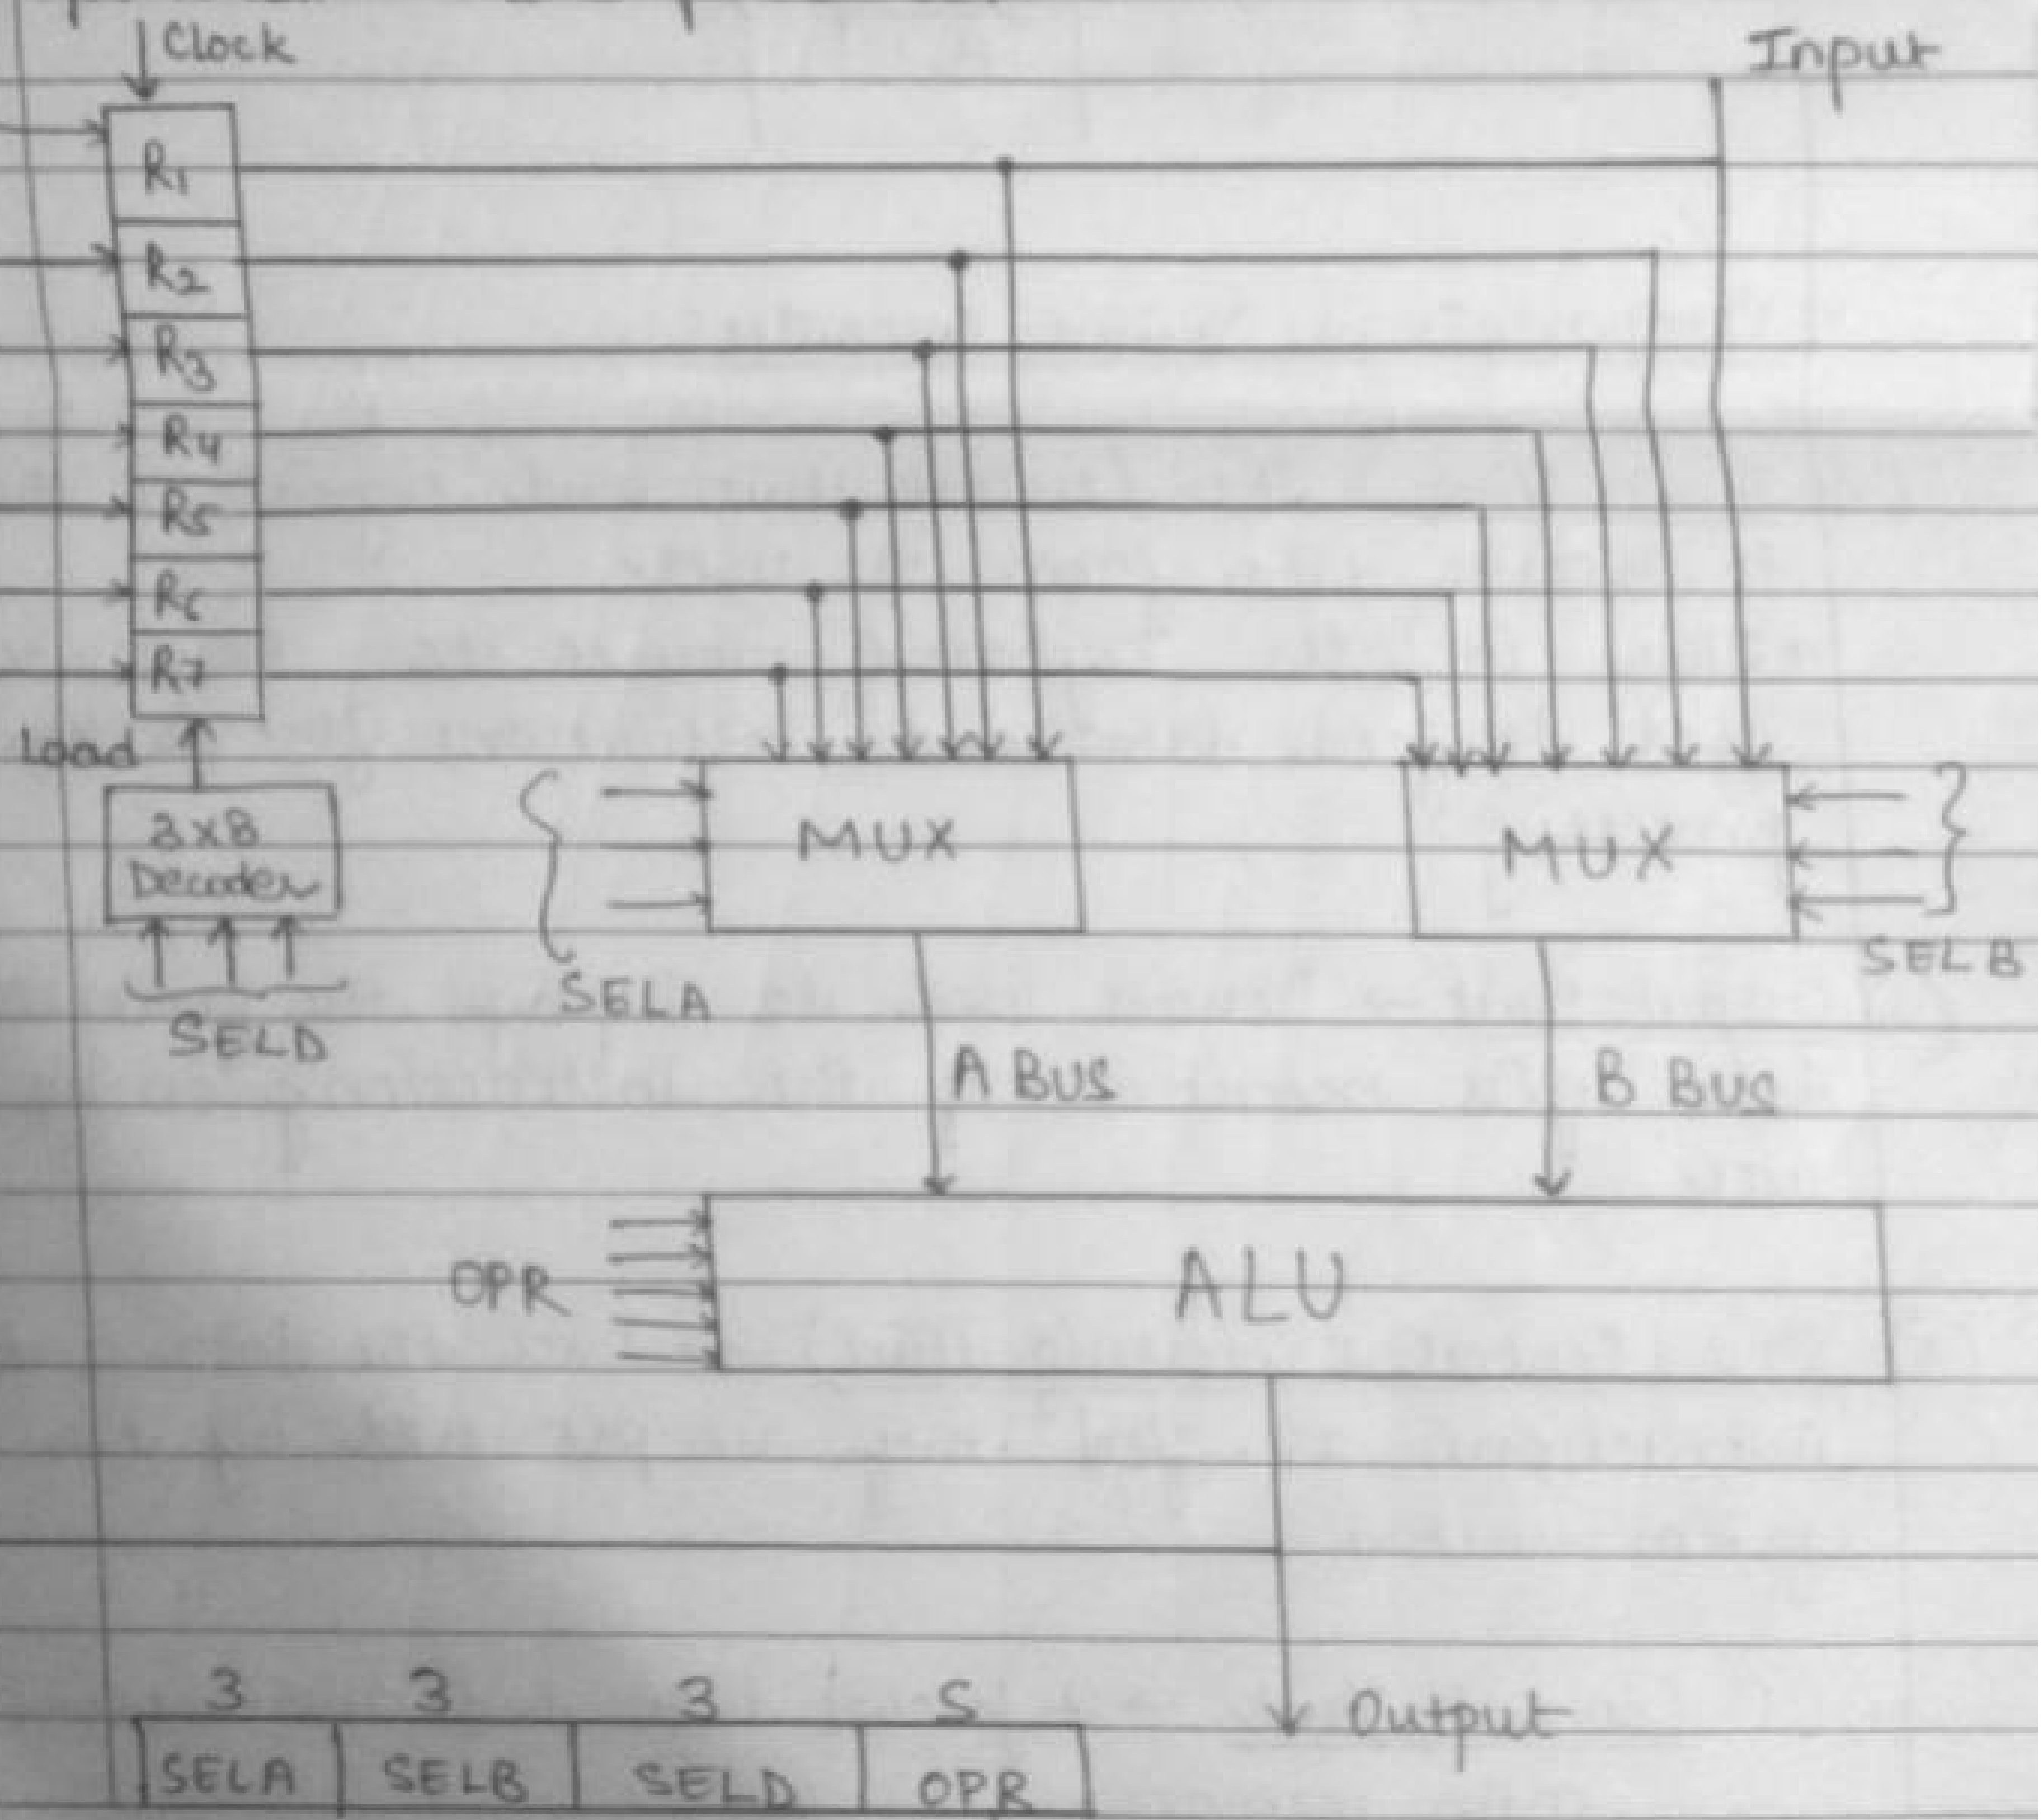 Clock
Input
R1
R2
R3
R4
R5
R6
R7
Load
3x8
Decoder
MUX
MUX
SELA
SELB
SELD
A BUS
B BUS
OPR
ALU
3 3 3 5
Output
SELA SELB SELD OPR